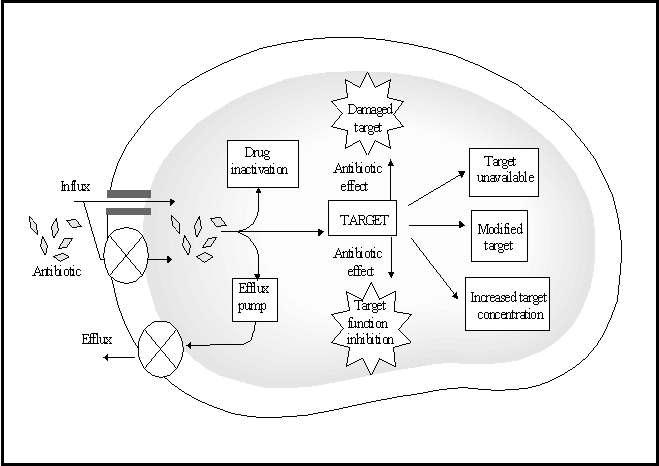 Damaged
target
Drug
inactivation
Antibiotic
effect
Target
unavailable
Influx
TARGET
Modified
target
Antibiotic
Antibiotic
effect
Efflux
pump
Increased target
concentration
Target
function
inhibition
Efflux